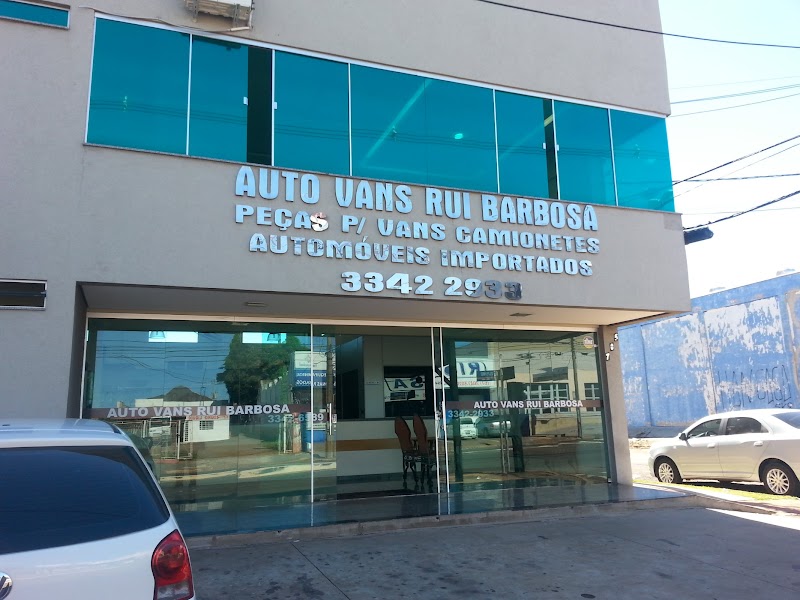 AUTO VANS RUI BARBOSA
PEÇAS P/ VANS CAMIONETES
AUTOMÓVEIS IMPORTADOS
3342 2933
AUTO VANS RUI BARBOSA
AUTO VANS RUI BARBOSA
3342 2933